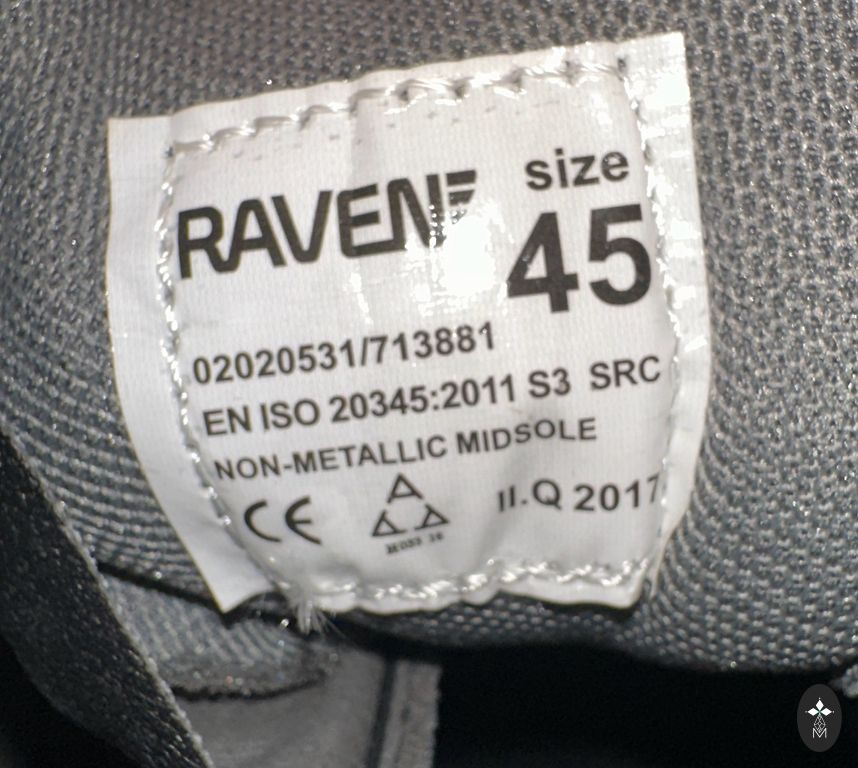 size
RAVEN
45
02020531/713881
EN ISO 20345:2011 S3 SRC
NON-METALLIC MIDSOLE
CE
II.Q 2017
M